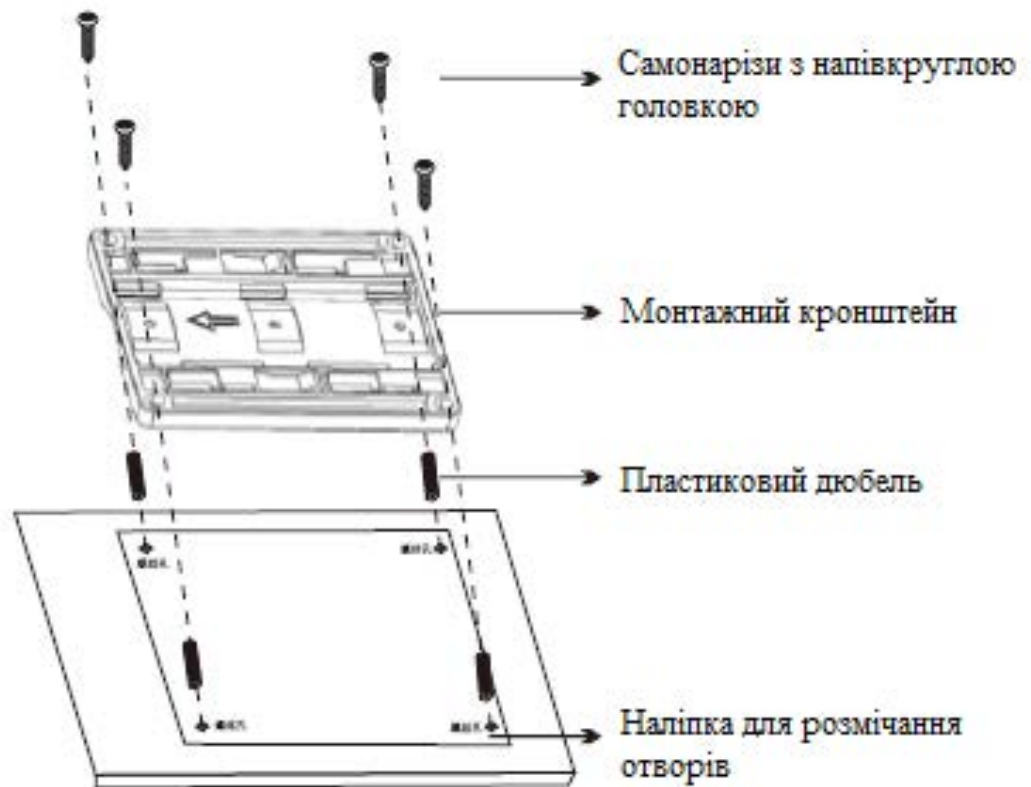 Самонарізи з напівкруглою
головкою
Монтажний кронштейн
Пластиковий дюбель
Наліпка для розмічання
отворів